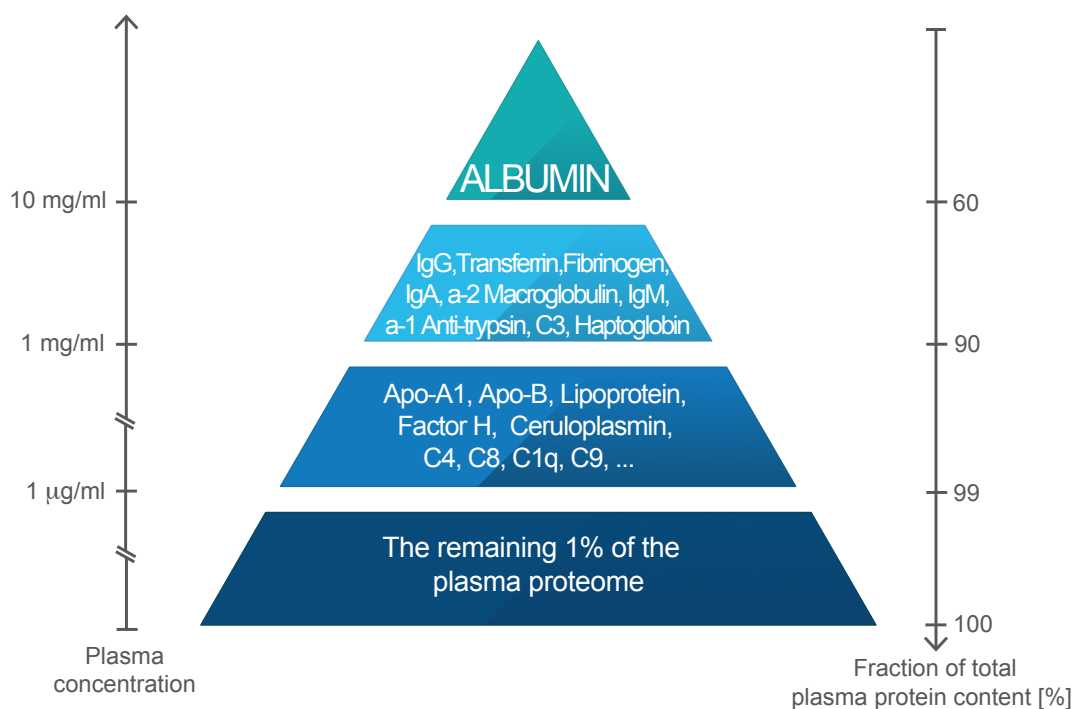 ALBUMIN
10 mg/ml
60
IgG,Transferrin,Fibrinogen,
IgA, a-2 Macroglobulin, IgM,
a-1 Anti-trypsin, C3, Haptoglobin
1 mg/ml
90
Apo-A1, Apo-B, Lipoprotein,
Factor H, Ceruloplasmin,
C4, C8, C1q, C9, ...
1 μg/ml
99
The remaining 1% of the
plasma proteome
100
Plasma
concentration
Fraction of total
plasma protein content [%]